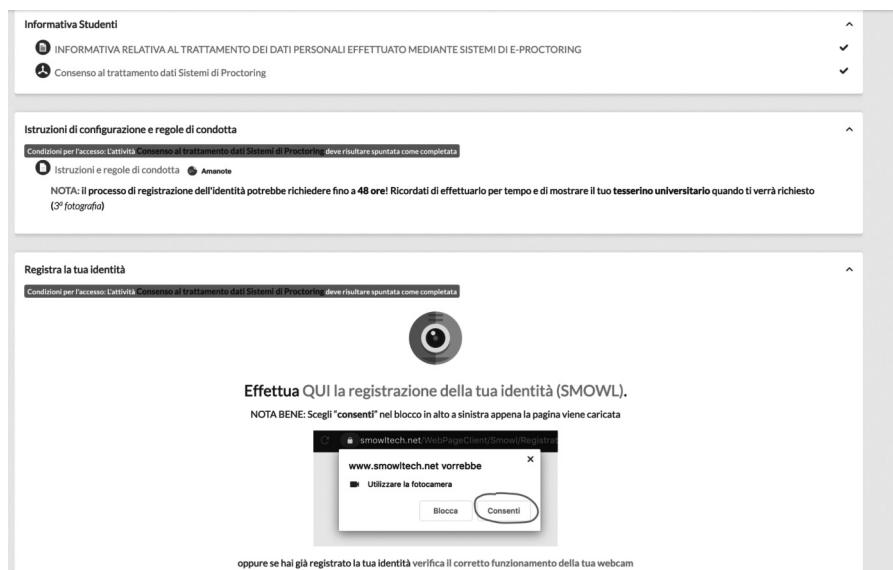 Informativa Studenti
INFORMATIVA RELATIVA AL TRATTAMENTO DEI DATI PERSONALI EFFETTUATO MEDIANTE SISTEMI DI E-PROCTORING
Consenso al trattamento dati Sistemi di Proctoring
Istruzioni di configurazione e regole di condotta
Condizioni per l'accesso: L'attività Consenso al trattamento dati Sistemi di Proctoring deve risultare spuntata come completata
Istruzioni e regole di condotta Amanote
NOTA: il processo di registrazione dell'identità potrebbe richiedere fino a 48 ore! Ricordati di effettuarlo per tempo e di mostrare il tuo tesserino universitario quando ti verrà richiesto
(3ª fotografia)
Registra la tua identità
Condizioni per l'accesso: L'attività Consenso al trattamento dati Sistemi di Proctoring deve risultare spuntata come completata
Effettua QUI la registrazione della tua identità (SMOWL).
NOTA BENE: Scegli "consenti" nel blocco in alto a sinistra appena la pagina viene caricata
smowltech.net/WebPageClient/Smowl/Registrat
www.smowltech.net vorrebbe
Utilizzare la fotocamera
Blocca Consenti
oppure se hai già registrato la tua identità verifica il corretto funzionamento della tua webcam